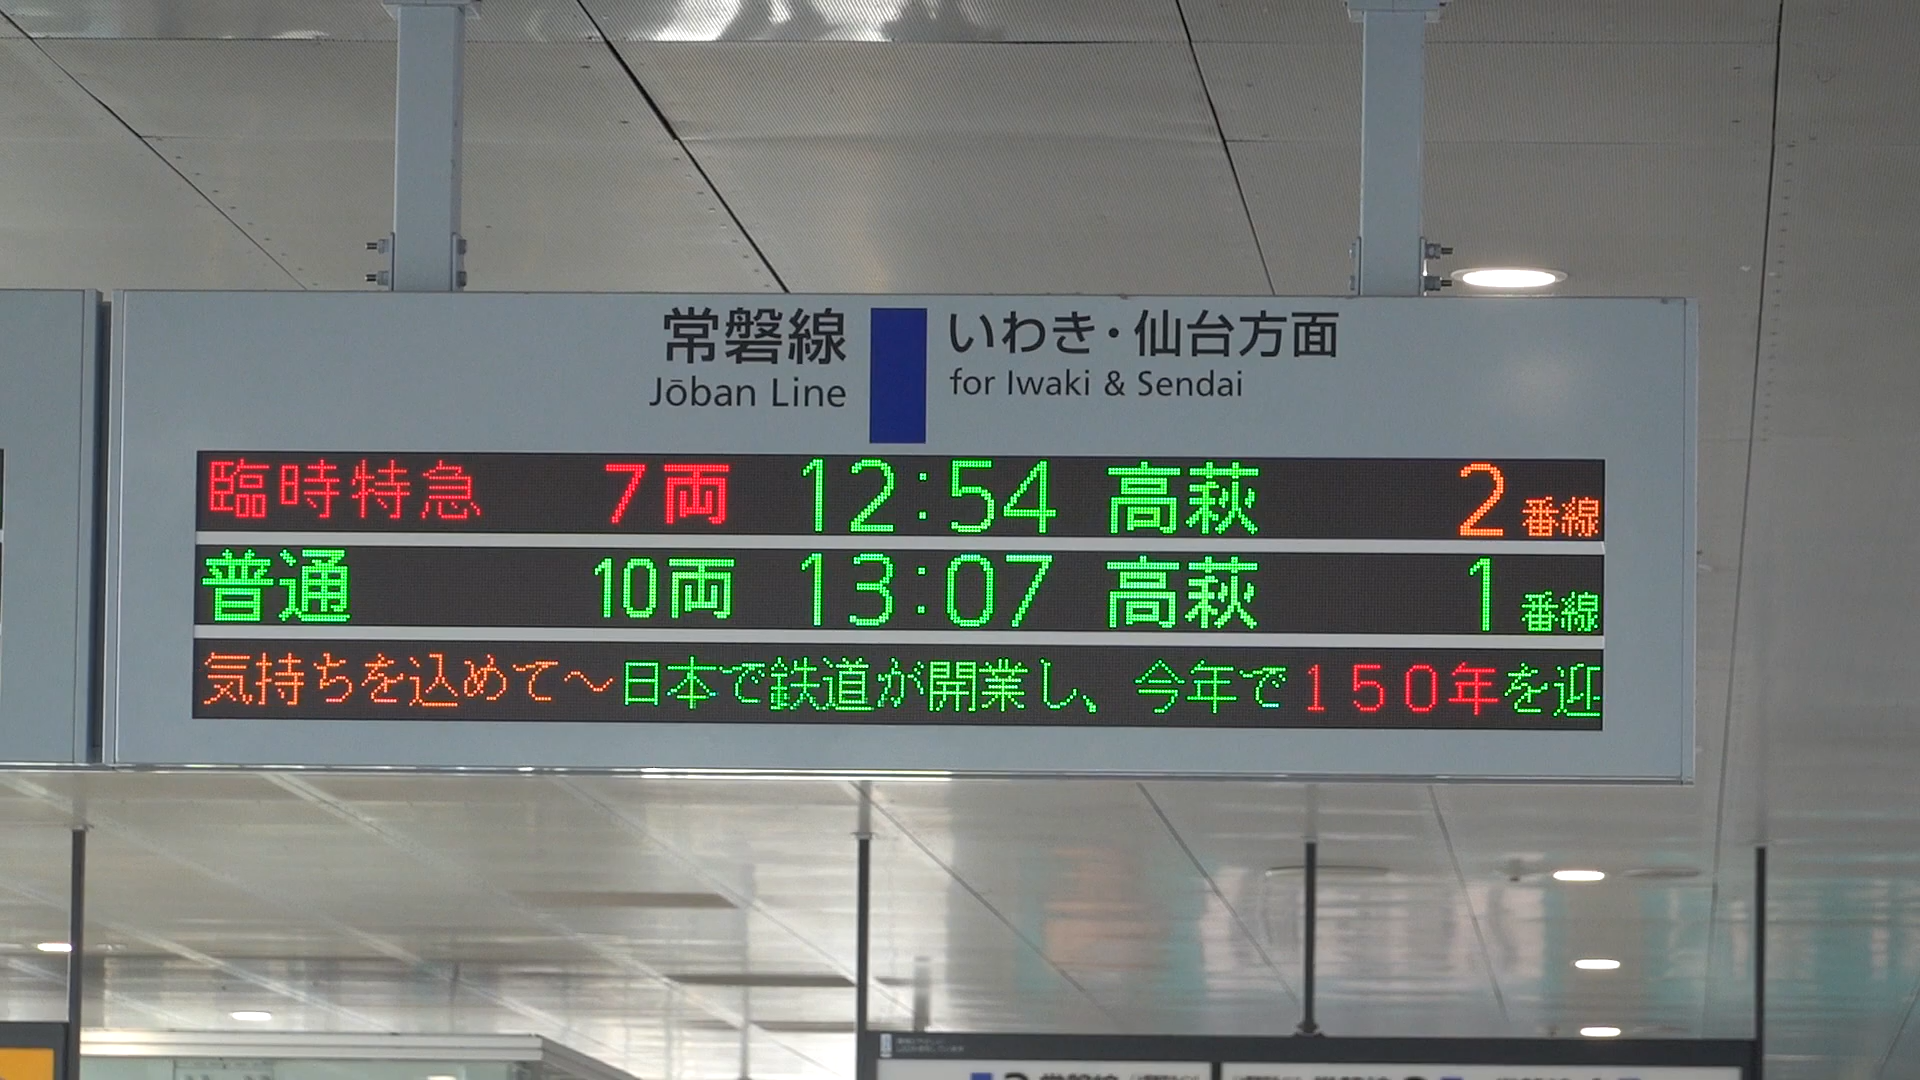 常磐線 いわき・仙台方面
Jōban Line for Iwaki & Sendai
臨時特急 7両 12:54 高萩 2番線
普通 10両 13:07 高萩 1番線
気持ちを込めて～日本で鉄道が開業し、今年で150年を迎